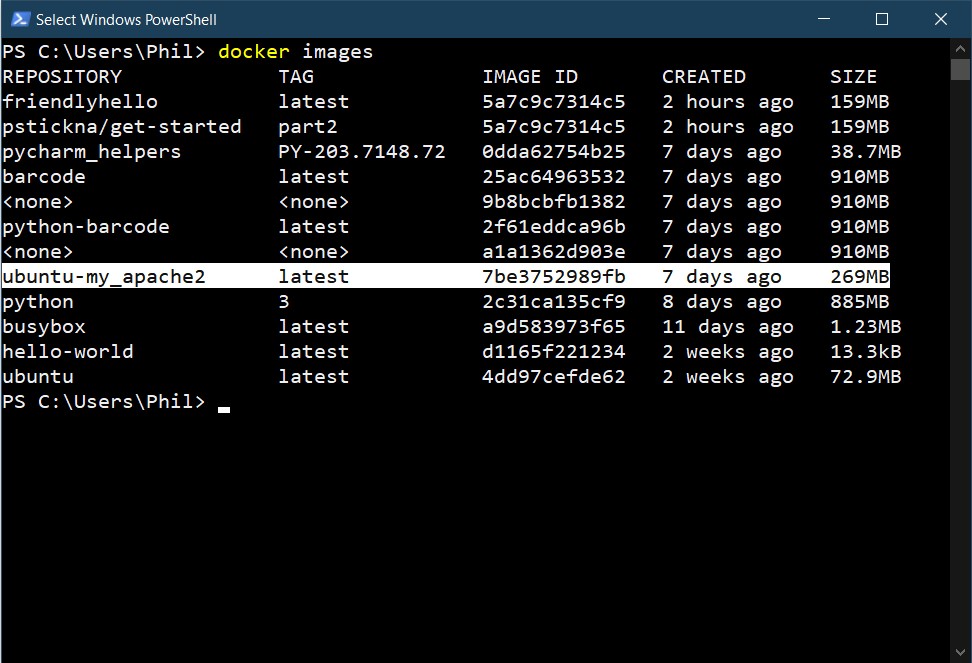 Select Windows PowerShell
PS C:\Users\Phil> docker images
REPOSITORY TAG IMAGE ID CREATED SIZE
friendlyhello latest 5a7c9c7314c5 2 hours ago 159MB
pstickna/get-started part2 5a7c9c7314c5 2 hours ago 159MB
pycharm_helpers PY-203.7148.72 0dda62754b25 7 days ago 38.7MB
barcode latest 25ac64963532 7 days ago 910MB
<none> <none> 9b8bcbfb1382 7 days ago 910MB
python-barcode latest 2f61eddca96b 7 days ago 910MB
<none> <none> a1a1362d903e 7 days ago 910MB
ubuntu-my_apache2 latest 7be3752989fb 7 days ago 269MB
python 3 2c31ca135cf9 8 days ago 885MB
busybox latest a9d583973f65 11 days ago 1.23MB
hello-world latest d1165f221234 2 weeks ago 13.3kB
ubuntu latest 4dd97cefde62 2 weeks ago 72.9MB
PS C:\Users\Phil>